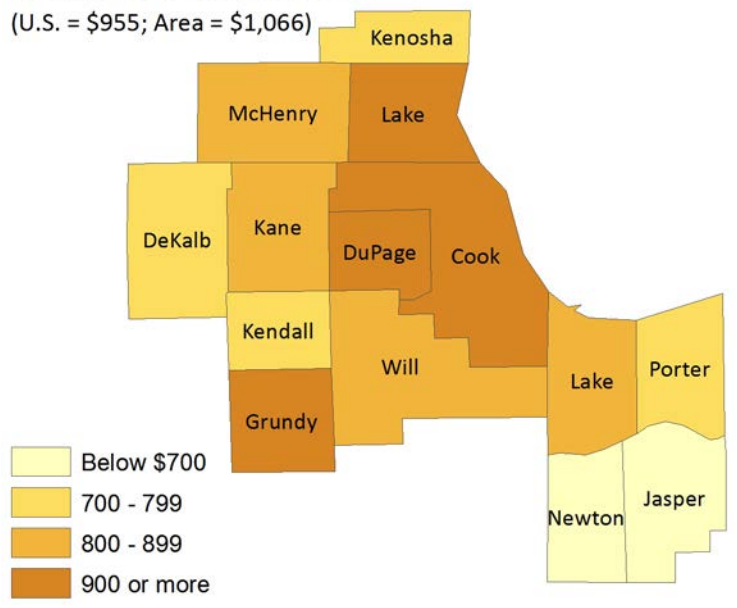 (U.S. = $955; Area = $1,066)
Kenosha
McHenry
Lake
DeKalb
Kane
DuPage
Cook
Kendall
Will
Lake
Porter
Grundy
Newton
Jasper
Below $700
700 - 799
800 - 899
900 or more